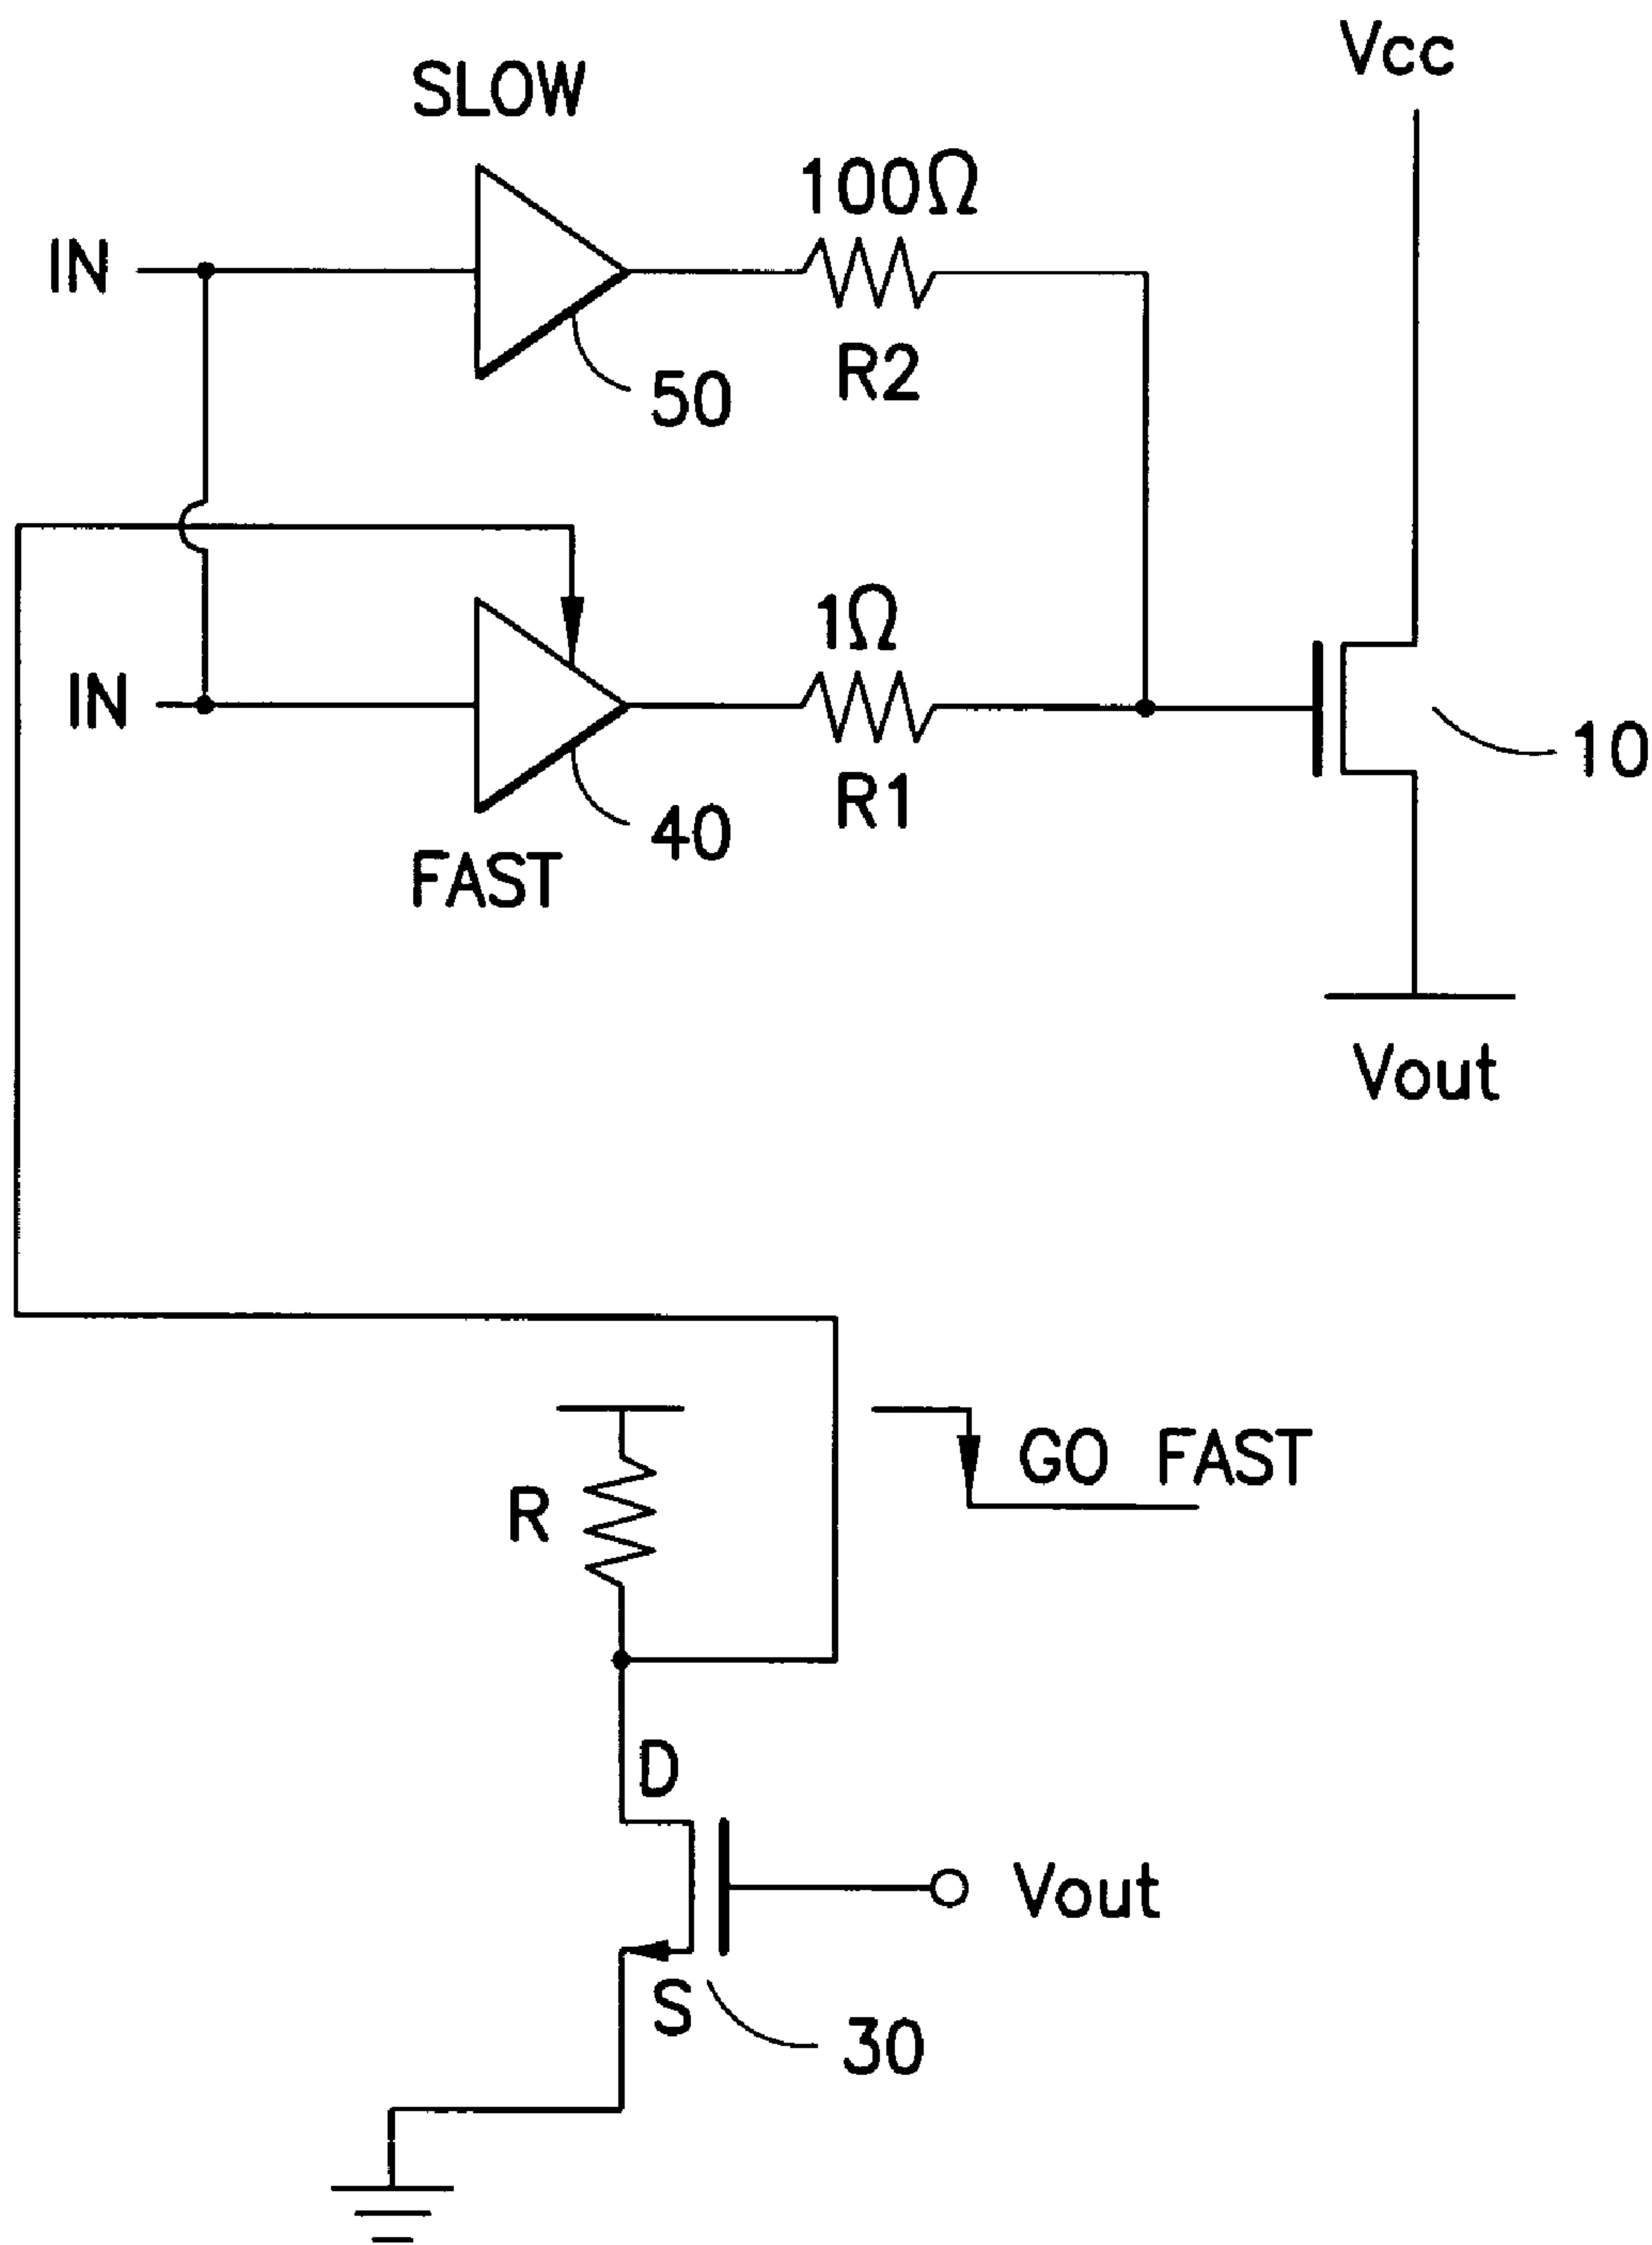 Vcc
SLOW
100Ω
IN
R2
50
1Ω
IN
10
R1
40
FAST
Vout
GO FAST
R
D
Vout
S
30